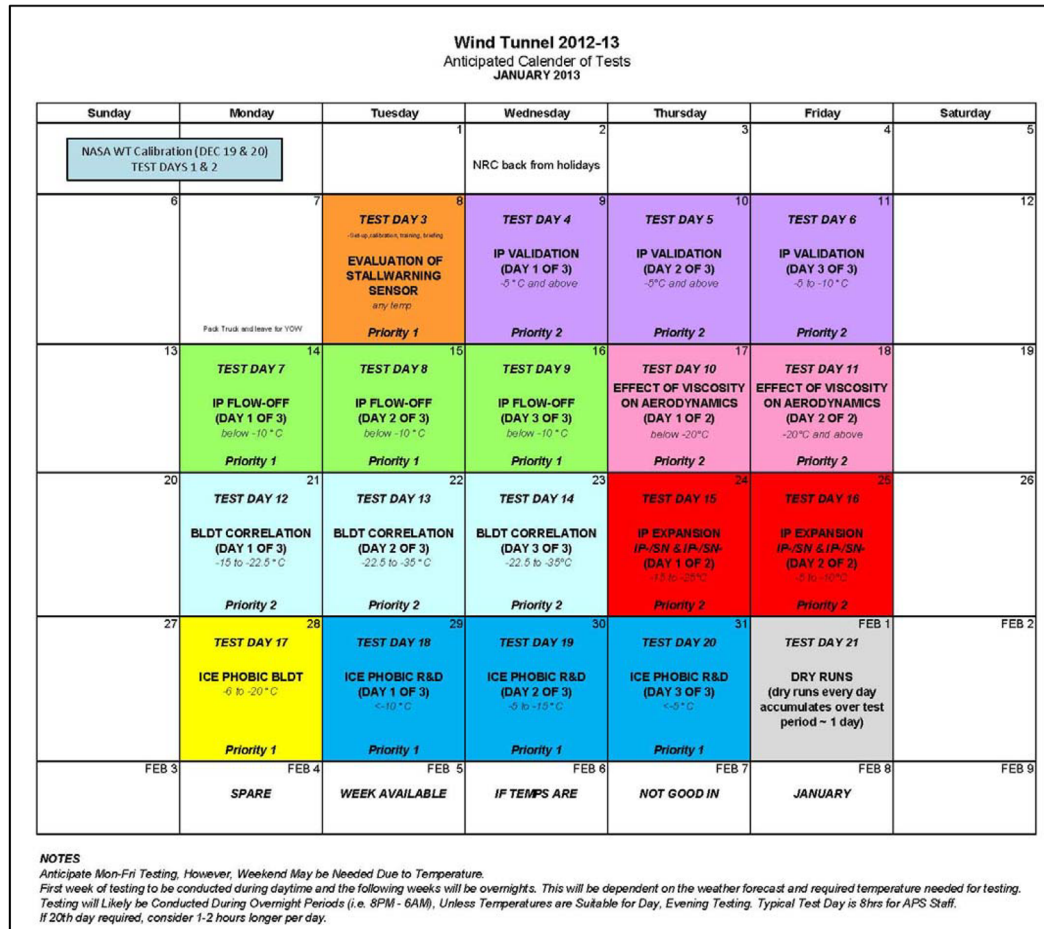 Wind Tunnel 2012-13
Anticipated Calender of Tests
JANUARY 2013
Sunday Monday Tuesday Wednesday Thursday Friday Saturday
NASA WT Calibration (DEC 19 & 20)
TEST DAYS 1 & 2
1
2
NRC back from holidays
3
4
5
6
7
Pack Truck and leave for YOW
8
TEST DAY 3
-Set-up, calibration, training, briefing
EVALUATION OF
STALLWARNING
SENSOR
any temp
Priority 1
9
TEST DAY 4
IP VALIDATION
(DAY 1 OF 3)
-5°C and above
Priority 2
10
TEST DAY 5
IP VALIDATION
(DAY 2 OF 3)
-5°C and above
Priority 2
11
TEST DAY 6
IP VALIDATION
(DAY 3 OF 3)
-5 to -10°C
Priority 2
12
13
14
TEST DAY 7
IP FLOW-OFF
(DAY 1 OF 3)
below -10°C
Priority 1
15
TEST DAY 8
IP FLOW-OFF
(DAY 2 OF 3)
below -10°C
Priority 1
16
TEST DAY 9
IP FLOW-OFF
(DAY 3 OF 3)
below -10°C
Priority 1
17
TEST DAY 10
EFFECT OF VISCOSITY
ON AERODYNAMICS
(DAY 1 OF 2)
below -20°C
Priority 2
18
TEST DAY 11
EFFECT OF VISCOSITY
ON AERODYNAMICS
(DAY 2 OF 2)
-20°C and above
Priority 2
19
20
21
TEST DAY 12
BLDT CORRELATION
(DAY 1 OF 3)
-15 to -22.5°C
Priority 2
22
TEST DAY 13
BLDT CORRELATION
(DAY 2 OF 3)
-22.5 to -35°C
Priority 2
23
TEST DAY 14
BLDT CORRELATION
(DAY 3 OF 3)
-22.5 to -35°C
Priority 2
24
TEST DAY 15
IP EXPANSION
IP-/SN & IP-/SN-
(DAY 1 OF 2)
-15 to -25°C
Priority 2
25
TEST DAY 16
IP EXPANSION
IP-/SN & IP-/SN-
(DAY 2 OF 2)
-5 to -10°C
Priority 2
26
27
28
TEST DAY 17
ICE PHOBIC BLDT
-6 to -20°C
Priority 1
29
TEST DAY 18
ICE PHOBIC R&D
(DAY 1 OF 3)
<-10°C
Priority 1
30
TEST DAY 19
ICE PHOBIC R&D
(DAY 2 OF 3)
-5 to -15°C
Priority 1
31
TEST DAY 20
ICE PHOBIC R&D
(DAY 3 OF 3)
<-5°C
Priority 1
FEB 1
TEST DAY 21
DRY RUNS
(dry runs every day
accumulates over test
period ~ 1 day)
FEB 2
FEB 3
FEB 4
SPARE
FEB 5
WEEK AVAILABLE
FEB 6
IF TEMPS ARE
FEB 7
NOT GOOD IN
FEB 8
JANUARY
FEB 9
NOTES
Anticipate Mon-Fri Testing, However, Weekend May be Needed Due to Temperature.
First week of testing to be conducted during daytime and the following weeks will be overnights. This will be dependent on the weather forecast and required temperature needed for testing.
Testing will Likely be Conducted During Overnight Periods (i.e. 8PM - 6AM), Unless Temperatures are Suitable for Day, Evening Testing. Typical Test Day is 8hrs for APS Staff.
If 20th day required, consider 1-2 hours longer per day.